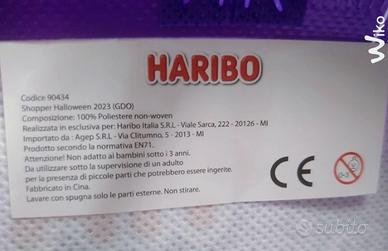 Wiko
HARIBO
Codice 90434
Shopper Halloween 2023 (GDO)
Composizione: 100% Poliestere non-woven
Realizzata in esclusiva per: Haribo Italia S.R.L - Viale Sarca, 222 - 20126 - MI
Importato da : Agep S.R.L - Via Clitumno, 5 - 2013 - MI
Prodotto secondo la normativa EN71.
Attenzione! Non adatto ai bambini sotto i 3 anni.
Da utilizzare sotto la supervisione di un adulto
per la presenza di piccole parti che potrebbero essere ingerite.
Fabbricato in Cina.
Lavare con spugna solo le parti esterne. Non stirare.
CE
0-3
subito.it